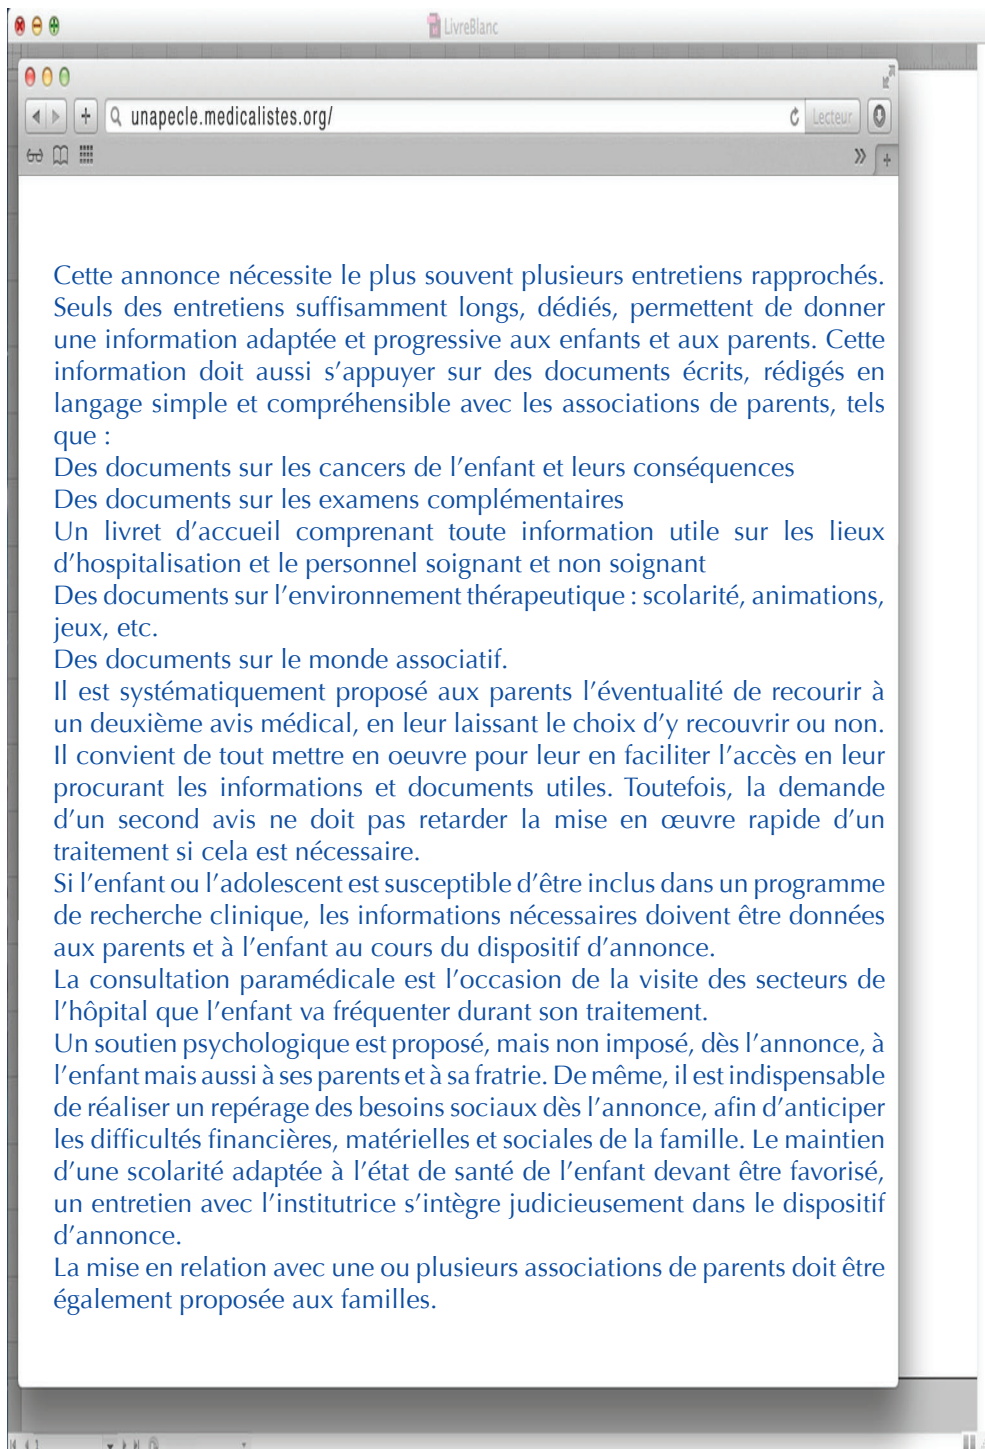 LivreBlanc
unapecle.medicalistes.org/
Lecteur
Cette annonce nécessite le plus souvent plusieurs entretiens rapprochés.
Seuls des entretiens suffisamment longs, dédiés, permettent de donner
une information adaptée et progressive aux enfants et aux parents. Cette
information doit aussi s’appuyer sur des documents écrits, rédigés en
langage simple et compréhensible avec les associations de parents, tels
que :
Des documents sur les cancers de l’enfant et leurs conséquences
Des documents sur les examens complémentaires
Un livret d’accueil comprenant toute information utile sur les lieux
d’hospitalisation et le personnel soignant et non soignant
Des documents sur l’environnement thérapeutique : scolarité, animations,
jeux, etc.
Des documents sur le monde associatif.
Il est systématiquement proposé aux parents l’éventualité de recourir à
un deuxième avis médical, en leur laissant le choix d’y recouvrir ou non.
Il convient de tout mettre en oeuvre pour leur en faciliter l’accès en leur
procurant les informations et documents utiles. Toutefois, la demande
d’un second avis ne doit pas retarder la mise en œuvre rapide d’un
traitement si cela est nécessaire.
Si l’enfant ou l’adolescent est susceptible d’être inclus dans un programme
de recherche clinique, les informations nécessaires doivent être données
aux parents et à l’enfant au cours du dispositif d’annonce.
La consultation paramédicale est l’occasion de la visite des secteurs de
l’hôpital que l’enfant va fréquenter durant son traitement.
Un soutien psychologique est proposé, mais non imposé, dès l’annonce, à
l’enfant mais aussi à ses parents et à sa fratrie. De même, il est indispensable
de réaliser un repérage des besoins sociaux dès l’annonce, afin d’anticiper
les difficultés financières, matérielles et sociales de la famille. Le maintien
d’une scolarité adaptée à l’état de santé de l’enfant devant être favorisé,
un entretien avec l’institutrice s’intègre judicieusement dans le dispositif
d’annonce.
La mise en relation avec une ou plusieurs associations de parents doit être
également proposée aux familles.